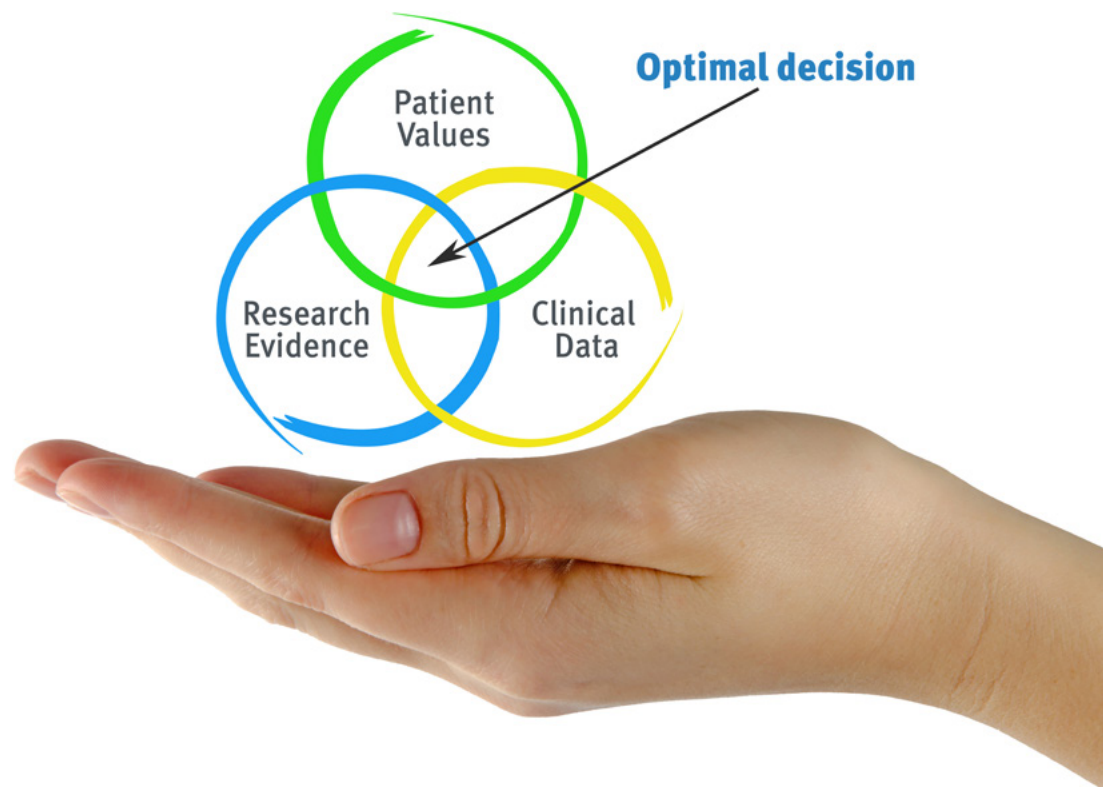 Optimal decision
Patient
Values
Research
Evidence
Clinical
Data